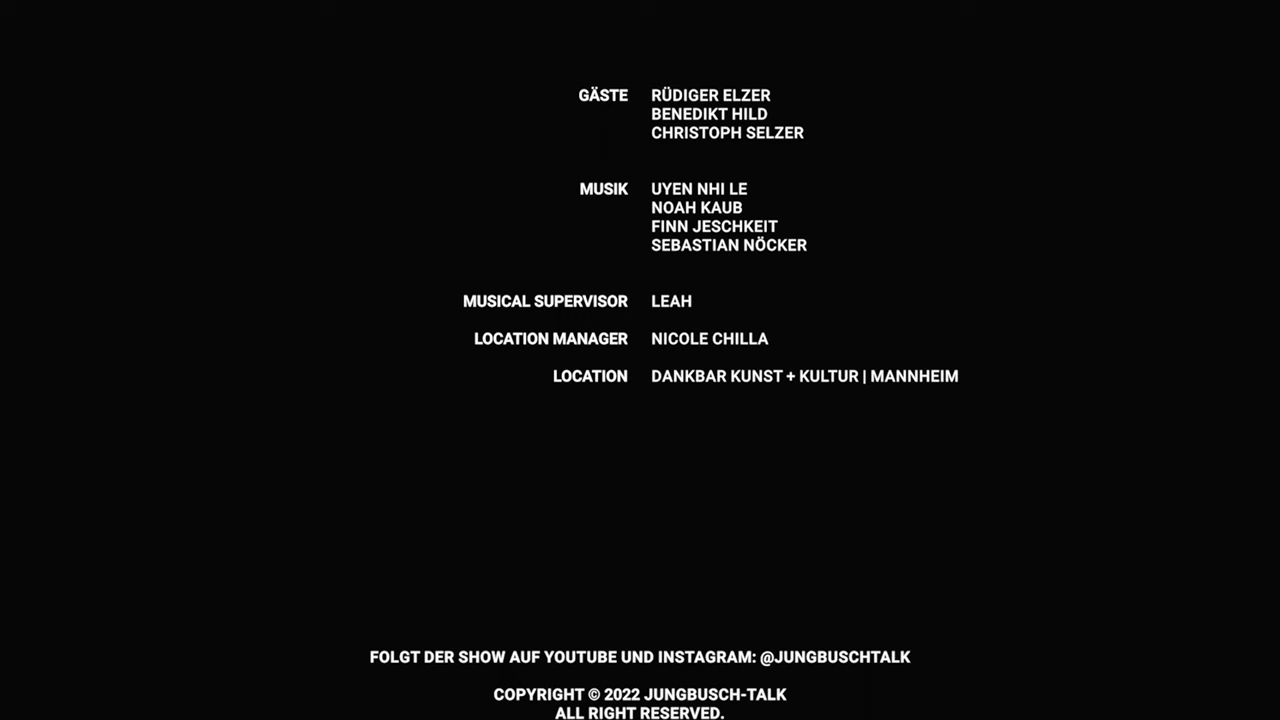 GÄSTE RÜDIGER ELZER
BENEDIKT HILD
CHRISTOPH SELZER
MUSIK UYEN NHI LE
NOAH KAUB
FINN JESCHKEIT
SEBASTIAN NÖCKER
MUSICAL SUPERVISOR LEAH
LOCATION MANAGER NICOLE CHILLA
LOCATION DANKBAR KUNST + KULTUR | MANNHEIM
FOLGT DER SHOW AUF YOUTUBE UND INSTAGRAM: @JUNGBUSCHTALK
COPYRIGHT © 2022 JUNGBUSCH-TALK
ALL RIGHT RESERVED.